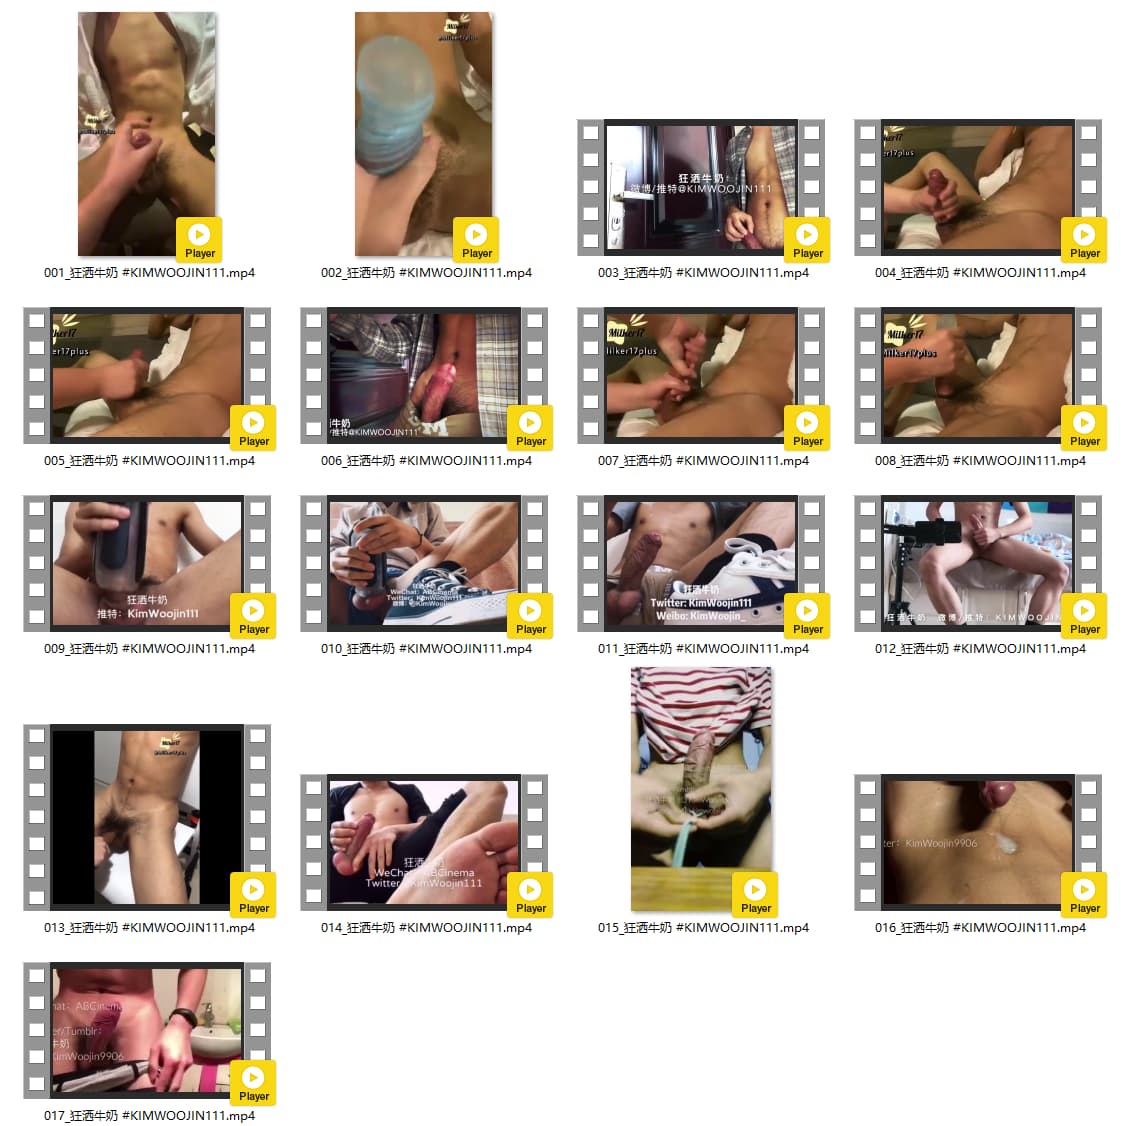 Milker17
@milker17plus
Player
001_狂洒牛奶 #KIMWOOJIN111.mp4
Milker17
Player
002_狂洒牛奶 #KIMWOOJIN111.mp4
狂洒牛奶:
微博/推特@KIMWOOJIN111
Player
003_狂洒牛奶 #KIMWOOJIN111.mp4
er17plus
Player
004_狂洒牛奶 #KIMWOOJIN111.mp4
lker17
er17plus
Player
005_狂洒牛奶 #KIMWOOJIN111.mp4
牛奶
/推特@KIMWOOJIN111
Player
006_狂洒牛奶 #KIMWOOJIN111.mp4
Milker17
lilker17plus
Player
007_狂洒牛奶 #KIMWOOJIN111.mp4
Milker17
Milker17plus
Player
008_狂洒牛奶 #KIMWOOJIN111.mp4
狂洒牛奶
推特：KimWoojin111
Player
009_狂洒牛奶 #KIMWOOJIN111.mp4
狂洒牛奶
WeChat: ABCinema
Twitter: KimWoojin111
Player
010_狂洒牛奶 #KIMWOOJIN111.mp4
狂洒牛奶
Twitter: KimWoojin111
Weibo: KimWoojin_
Player
011_狂洒牛奶 #KIMWOOJIN111.mp4
狂洒牛奶 微博/推特：KIMWOOJIN
Player
012_狂洒牛奶 #KIMWOOJIN111.mp4
Milker17
Player
013_狂洒牛奶 #KIMWOOJIN111.mp4
狂洒牛奶
WeChat: ABCinema
Twitter: KimWoojin111
Player
014_狂洒牛奶 #KIMWOOJIN111.mp4
Player
015_狂洒牛奶 #KIMWOOJIN111.mp4
ter: KimWoojin9906
Player
016_狂洒牛奶 #KIMWOOJIN111.mp4
hat: ABCinema
er/Tumblr:
牛奶
KimWoojin9906
Player
017_狂洒牛奶 #KIMWOOJIN111.mp4